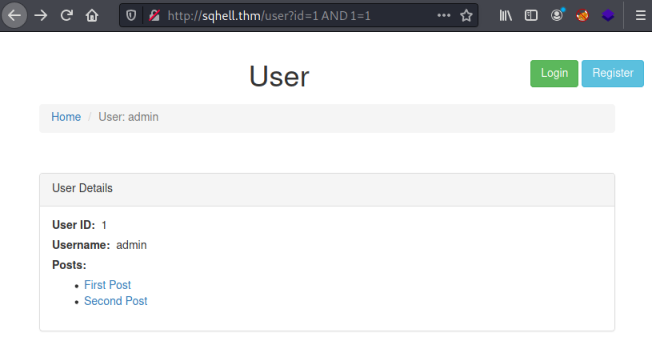 http://sqhell.thm/user?id=1 AND 1=1
User
Login
Register
Home / User: admin
User Details
User ID: 1
Username: admin
Posts:
First Post
Second Post